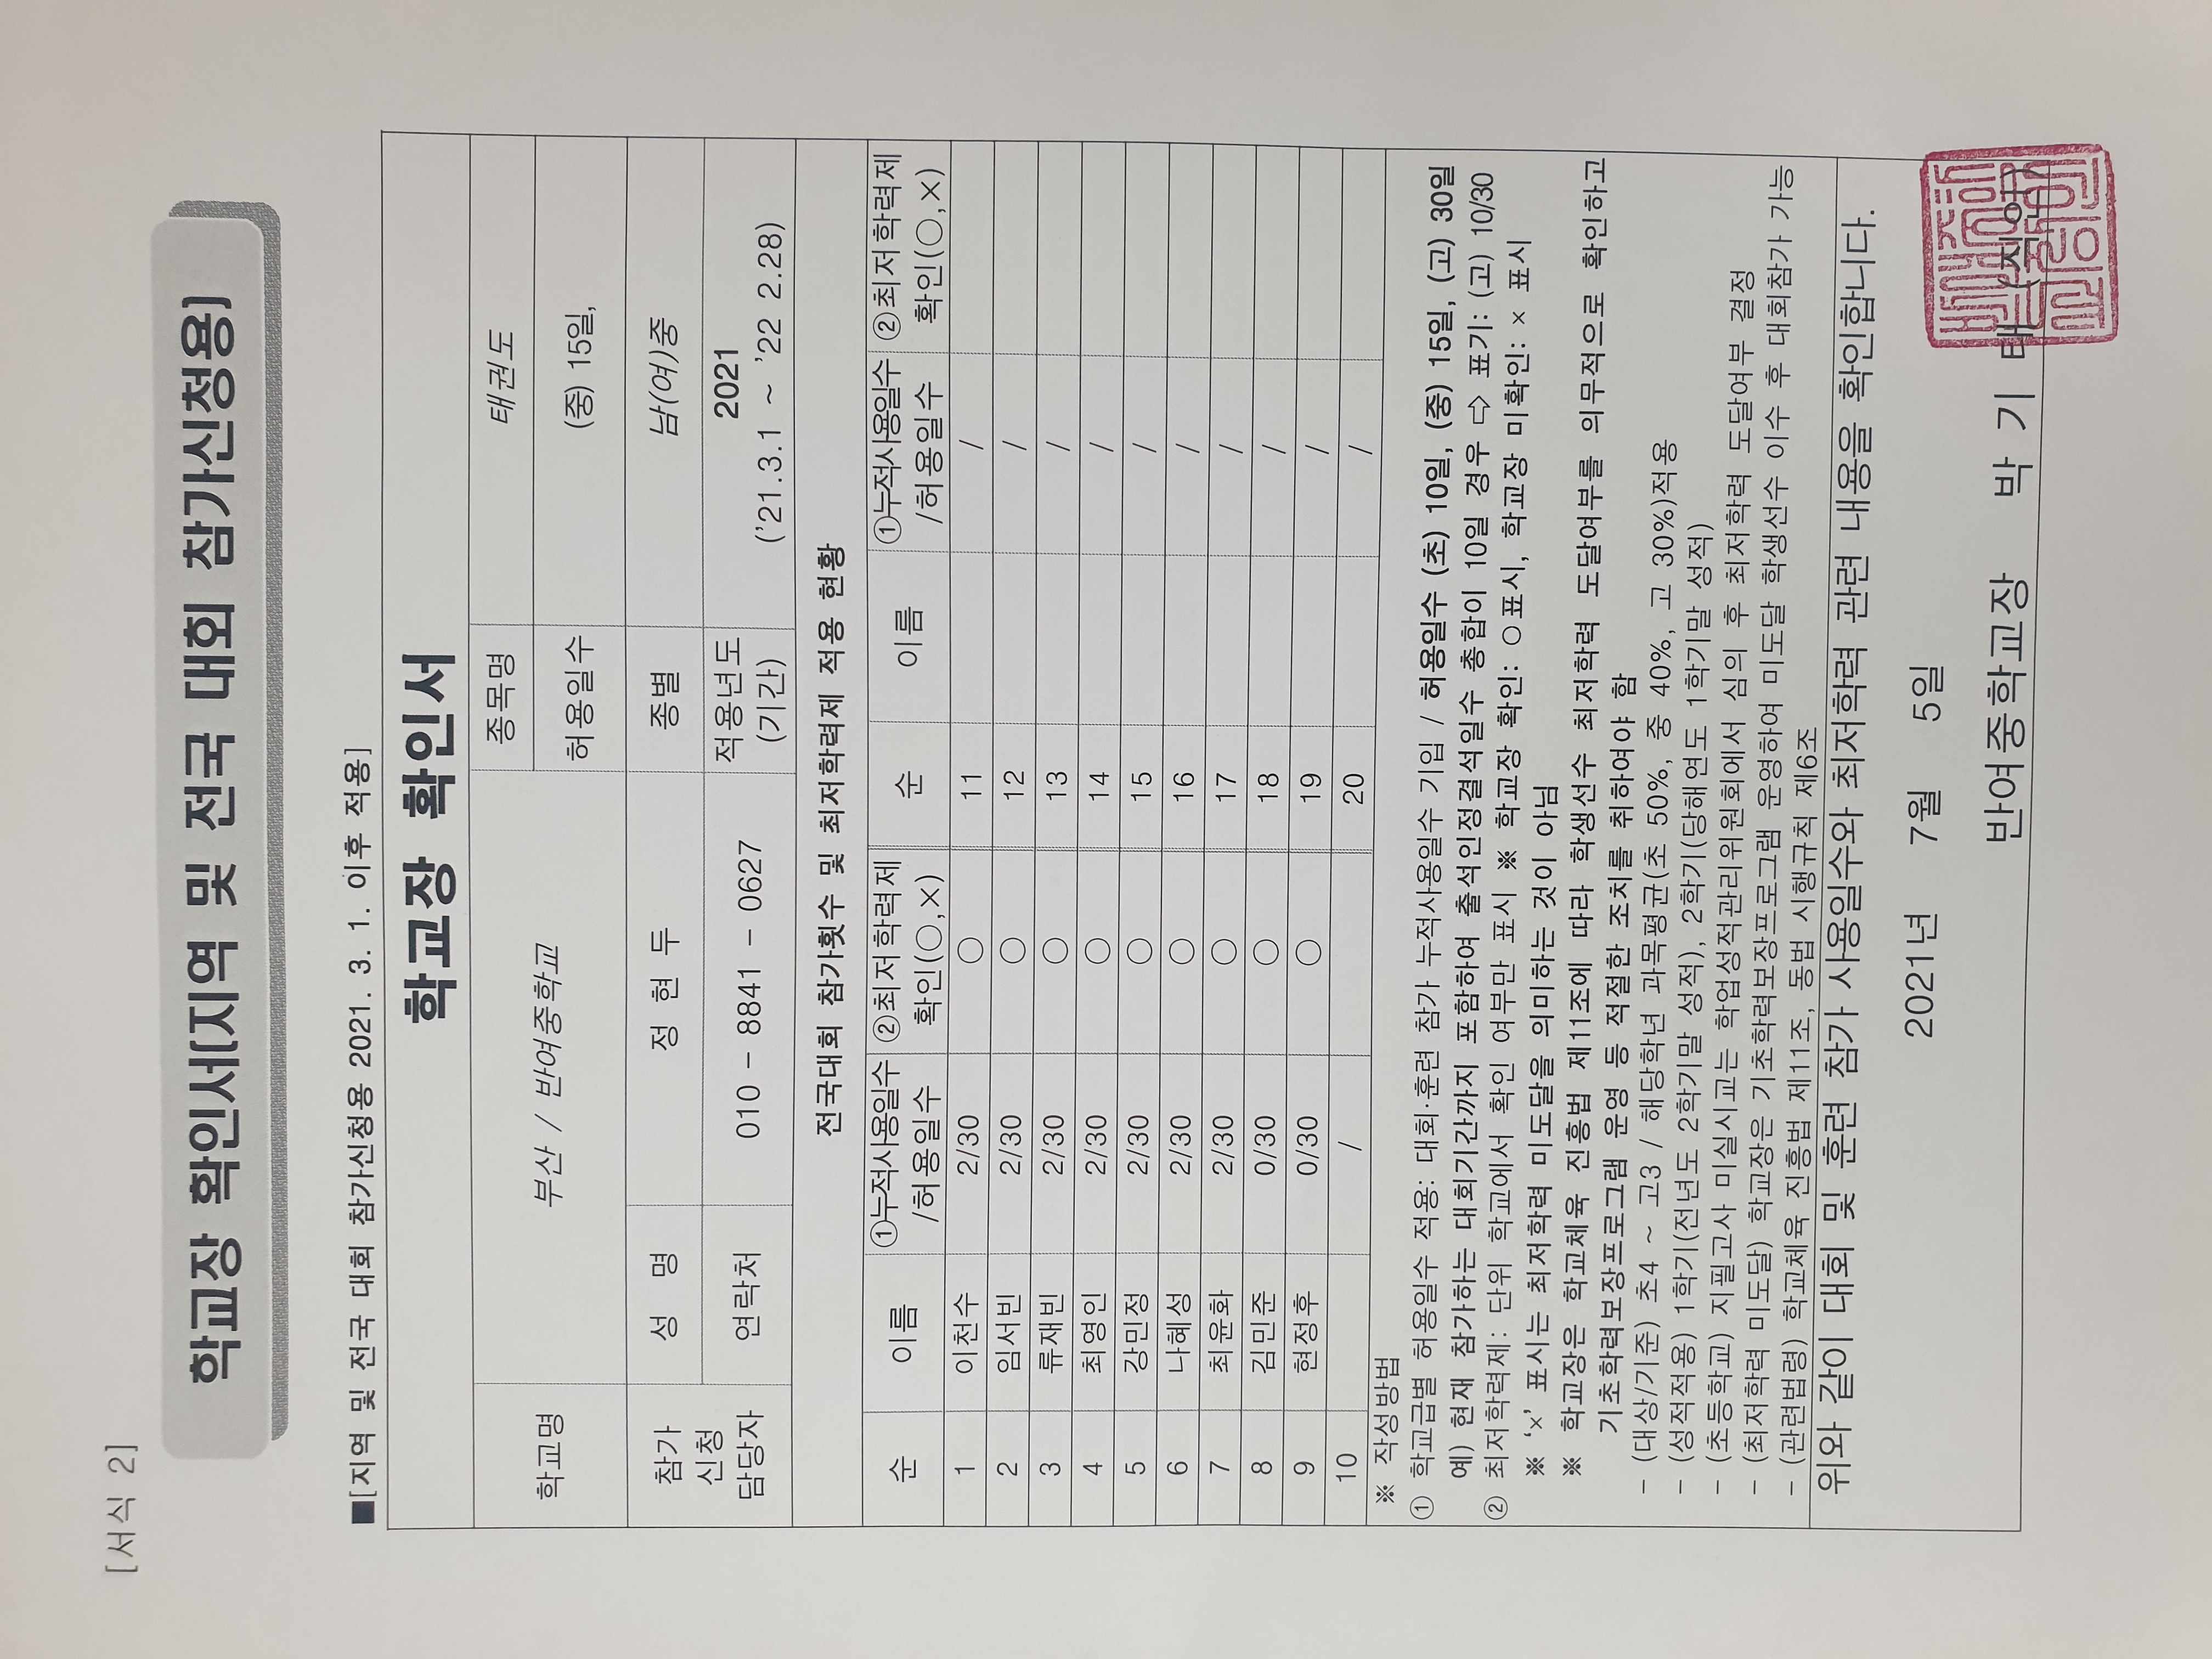 [서식 2]
학교장 확인서(지역 및 전국 대회 참가신청용)
■[지역 및 전국 대회 참가신청용 2021. 3. 1. 이후 적용]
학교장 확인서
학교명 부산 / 반여중학교 종목명 태권도
허용일수 (중) 15일,
참가 신청 담당자 성 명 정 현 두 종별 남(여)중
연락처 010 - 8841 - 0627 적용년도 (기간) 2021 ('21.3.1 ~ '22 2.28)
전국대회 참가횟수 및 최저학력제 적용 현황
순 이름 ①누적사용일수/허용일수 ②최저학력제 확인(○,×) 순 이름 ①누적사용일수/허용일수 ②최저학력제 확인(○,×)
1 이천수 2/30 ○ 11 /
2 임서빈 2/30 ○ 12 /
3 류재빈 2/30 ○ 13 /
4 최영인 2/30 ○ 14 /
5 강민정 2/30 ○ 15 /
6 나혜성 2/30 ○ 16 /
7 최윤화 2/30 ○ 17 /
8 김민준 0/30 ○ 18 /
9 현정후 0/30 ○ 19 /
10 / 20 /
※ 작성방법
① 학교급별 허용일수 적용: 대회·훈련 참가 누적사용일수 기입 / 허용일수 (초) 10일, (중) 15일, (고) 30일
예) 현재 참가하는 대회기간까지 포함하여 출석인정결석일수 총합이 10일 경우 ⇨ 표기: (고) 10/30
② 최저학력제: 단위 학교에서 확인 여부만 표시 ※ 학교장 확인: ○표시, 학교장 미확인: × 표시
※ '×' 표시는 최저학력 미도달을 의미하는 것이 아님
※ 학교장은 학교체육 진흥법 제11조에 따라 학생선수 최저학력 도달여부를 의무적으로 확인하고
기초학력보장프로그램 운영 등 적절한 조치를 취하여야 함
- (대상/기준) 초4 ~ 고3 / 해당학년 과목평균(초 50%, 중 40%, 고 30%)적용
- (성적적용) 1학기(전년도 2학기말 성적), 2학기(당해연도 1학기말 성적)
- (초등학교) 지필고사 미실시교는 학업성적관리위원회에서 심의 후 최저학력 도달여부 결정
- (최저학력 미도달) 학교장은 기초학력보장프로그램 운영하여 미도달 학생선수 이수 후 대회참가 가능
- (관련법령) 학교체육 진흥법 제11조, 동법 시행규칙 제6조
위와 같이 대회 및 훈련 참가 사용일수와 최저학력 관련 내용을 확인합니다.
2021년 7월 5일
반여중학교장 박 기 태 (직인)